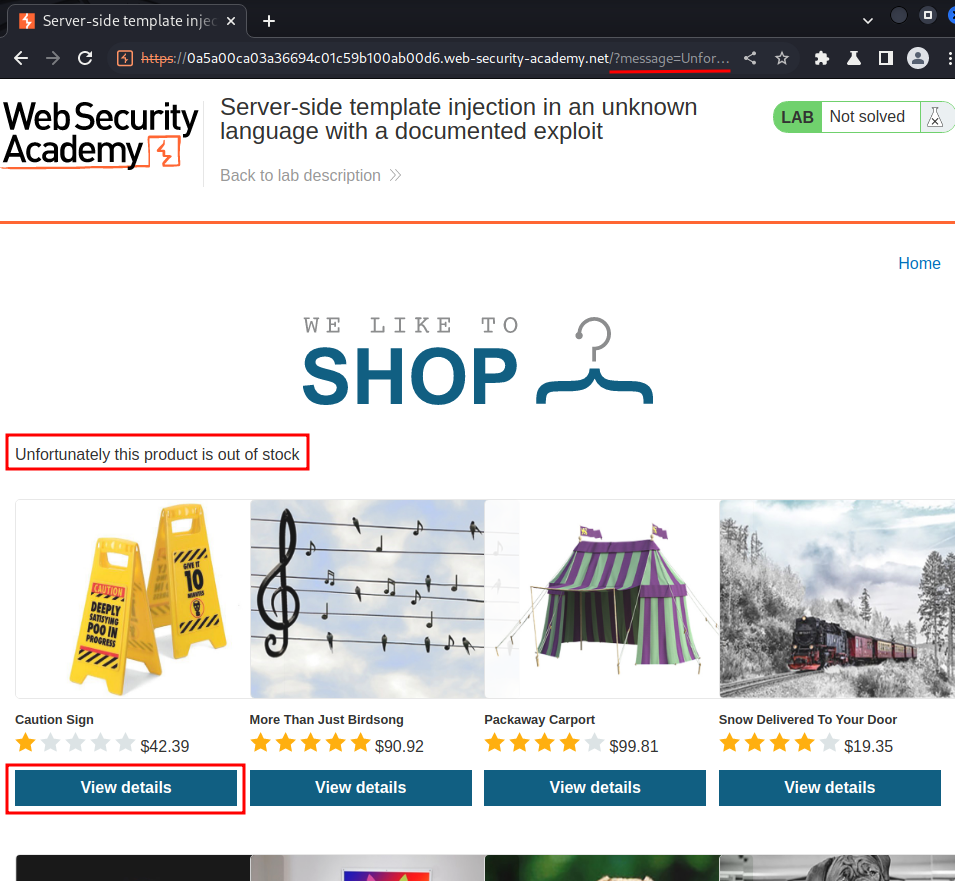 Server-side template injec
https://0a5a00ca03a36694c01c59b100ab00d6.web-security-academy.net/?message=Unfor...
Web Security
Academy
Server-side template injection in an unknown
language with a documented exploit
Back to lab description
LAB Not solved
Home
WE LIKE TO
SHOP
Unfortunately this product is out of stock
CAUTION
DEEPLY
SATISFYING
POO IN
PROGRESS
GIVE IT
10
MINUTES
Caution Sign
$42.39
View details
More Than Just Birdsong
$90.92
View details
Packaway Carport
$99.81
View details
Snow Delivered To Your Door
$19.35
View details